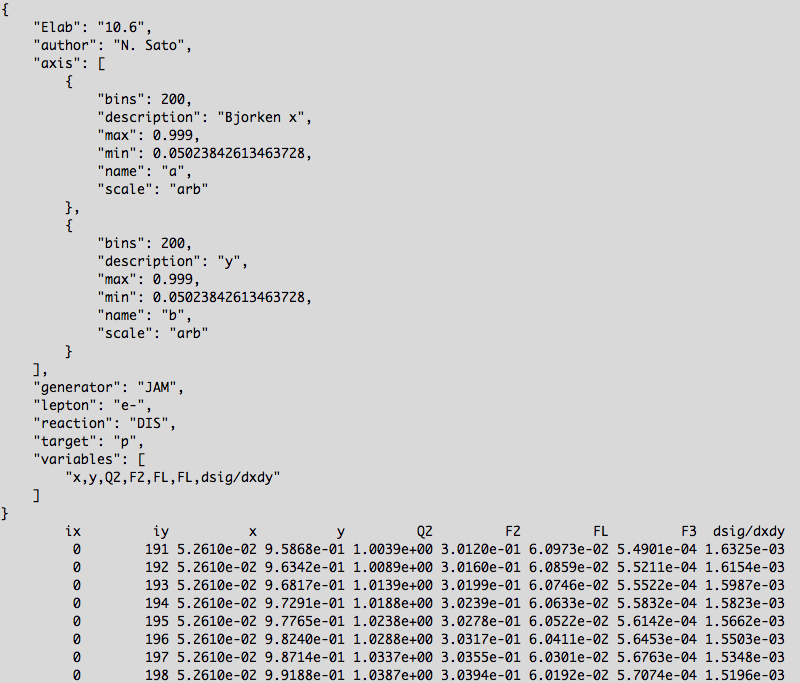 {
    "Elab": "10.6",
    "author": "N. Sato",
    "axis": [
        {
            "bins": 200,
            "description": "Bjorken x",
            "max": 0.999,
            "min": 0.05023842613463728,
            "name": "a",
            "scale": "arb"
        },
        {
            "bins": 200,
            "description": "y",
            "max": 0.999,
            "min": 0.05023842613463728,
            "name": "b",
            "scale": "arb"
        }
    ],
    "generator": "JAM",
    "lepton": "e-",
    "reaction": "DIS",
    "target": "p",
    "variables": [
        "x,y,Q2,F2,FL,FL,dsig/dxdy"
    ]
}
ix iy x y Q2 F2 FL F3 dsig/dxdy
0 191 5.2610e-02 9.5868e-01 1.0039e+00 3.0120e-01 6.0973e-02 5.4901e-04 1.6325e-03
0 192 5.2610e-02 9.6342e-01 1.0089e+00 3.0160e-01 6.0859e-02 5.5211e-04 1.6154e-03
0 193 5.2610e-02 9.6817e-01 1.0139e+00 3.0199e-01 6.0746e-02 5.5522e-04 1.5987e-03
0 194 5.2610e-02 9.7291e-01 1.0188e+00 3.0239e-01 6.0633e-02 5.5832e-04 1.5823e-03
0 195 5.2610e-02 9.7765e-01 1.0238e+00 3.0278e-01 6.0522e-02 5.6142e-04 1.5662e-03
0 196 5.2610e-02 9.8240e-01 1.0288e+00 3.0317e-01 6.0411e-02 5.6453e-04 1.5503e-03
0 197 5.2610e-02 9.8714e-01 1.0337e+00 3.0355e-01 6.0301e-02 5.6763e-04 1.5348e-03
0 198 5.2610e-02 9.9188e-01 1.0387e+00 3.0394e-01 6.0192e-02 5.7074e-04 1.5196e-03